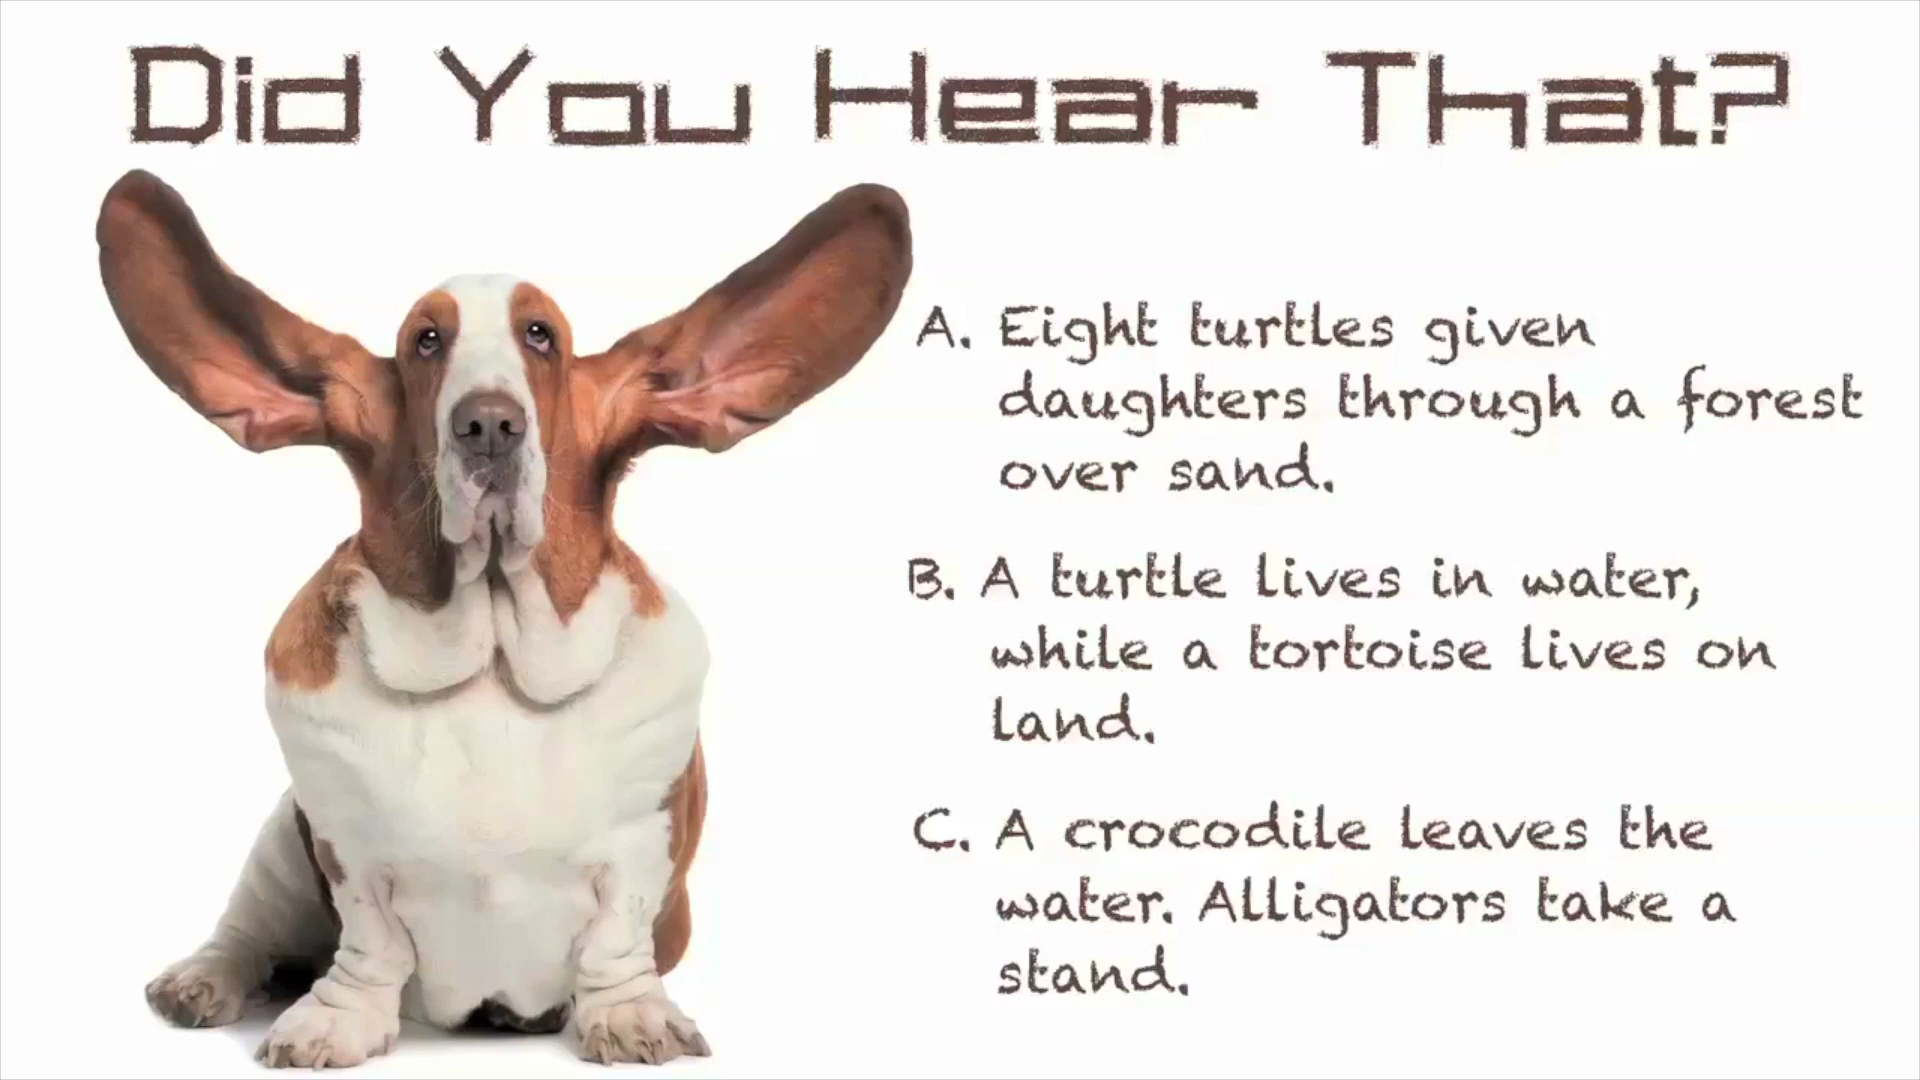 Did You Hear That?
A. Eight turtles given
daughters through a forest
over sand.
B. A turtle lives in water,
while a tortoise lives on
land.
C. A crocodile leaves the
water. Alligators take a
stand.